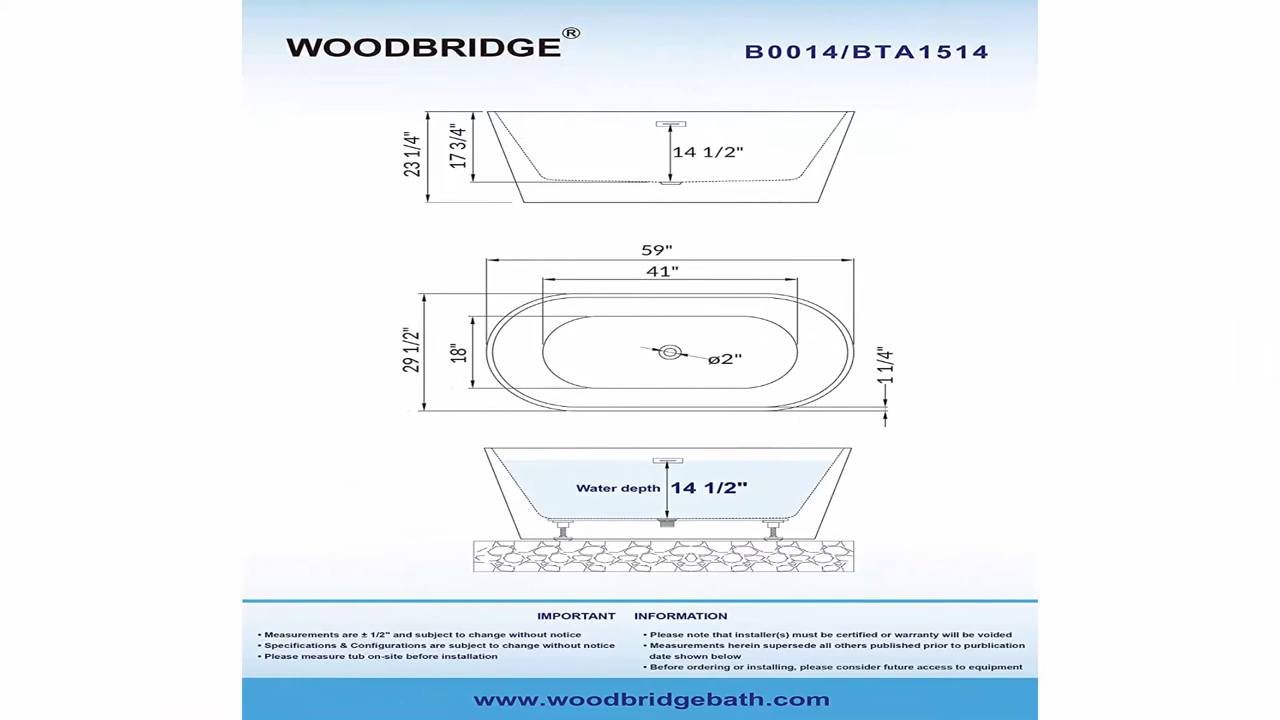 WOODBRIDGE®
B0014/BTA1514
23 1/4"
17 3/4"
14 1/2"
59"
41"
29 1/2"
18"
ø2"
1 1/4"
Water depth 14 1/2"
IMPORTANT INFORMATION
• Measurements are ± 1/2" and subject to change without notice
• Specifications & Configurations are subject to change without notice
• Please measure tub on-site before installation
• Please note that installer(s) must be certified or warranty will be voided
• Measurements herein supersede all others published prior to purblication
date shown below
• Before ordering or installing, please consider future access to equipment
www.woodbridgebath.com